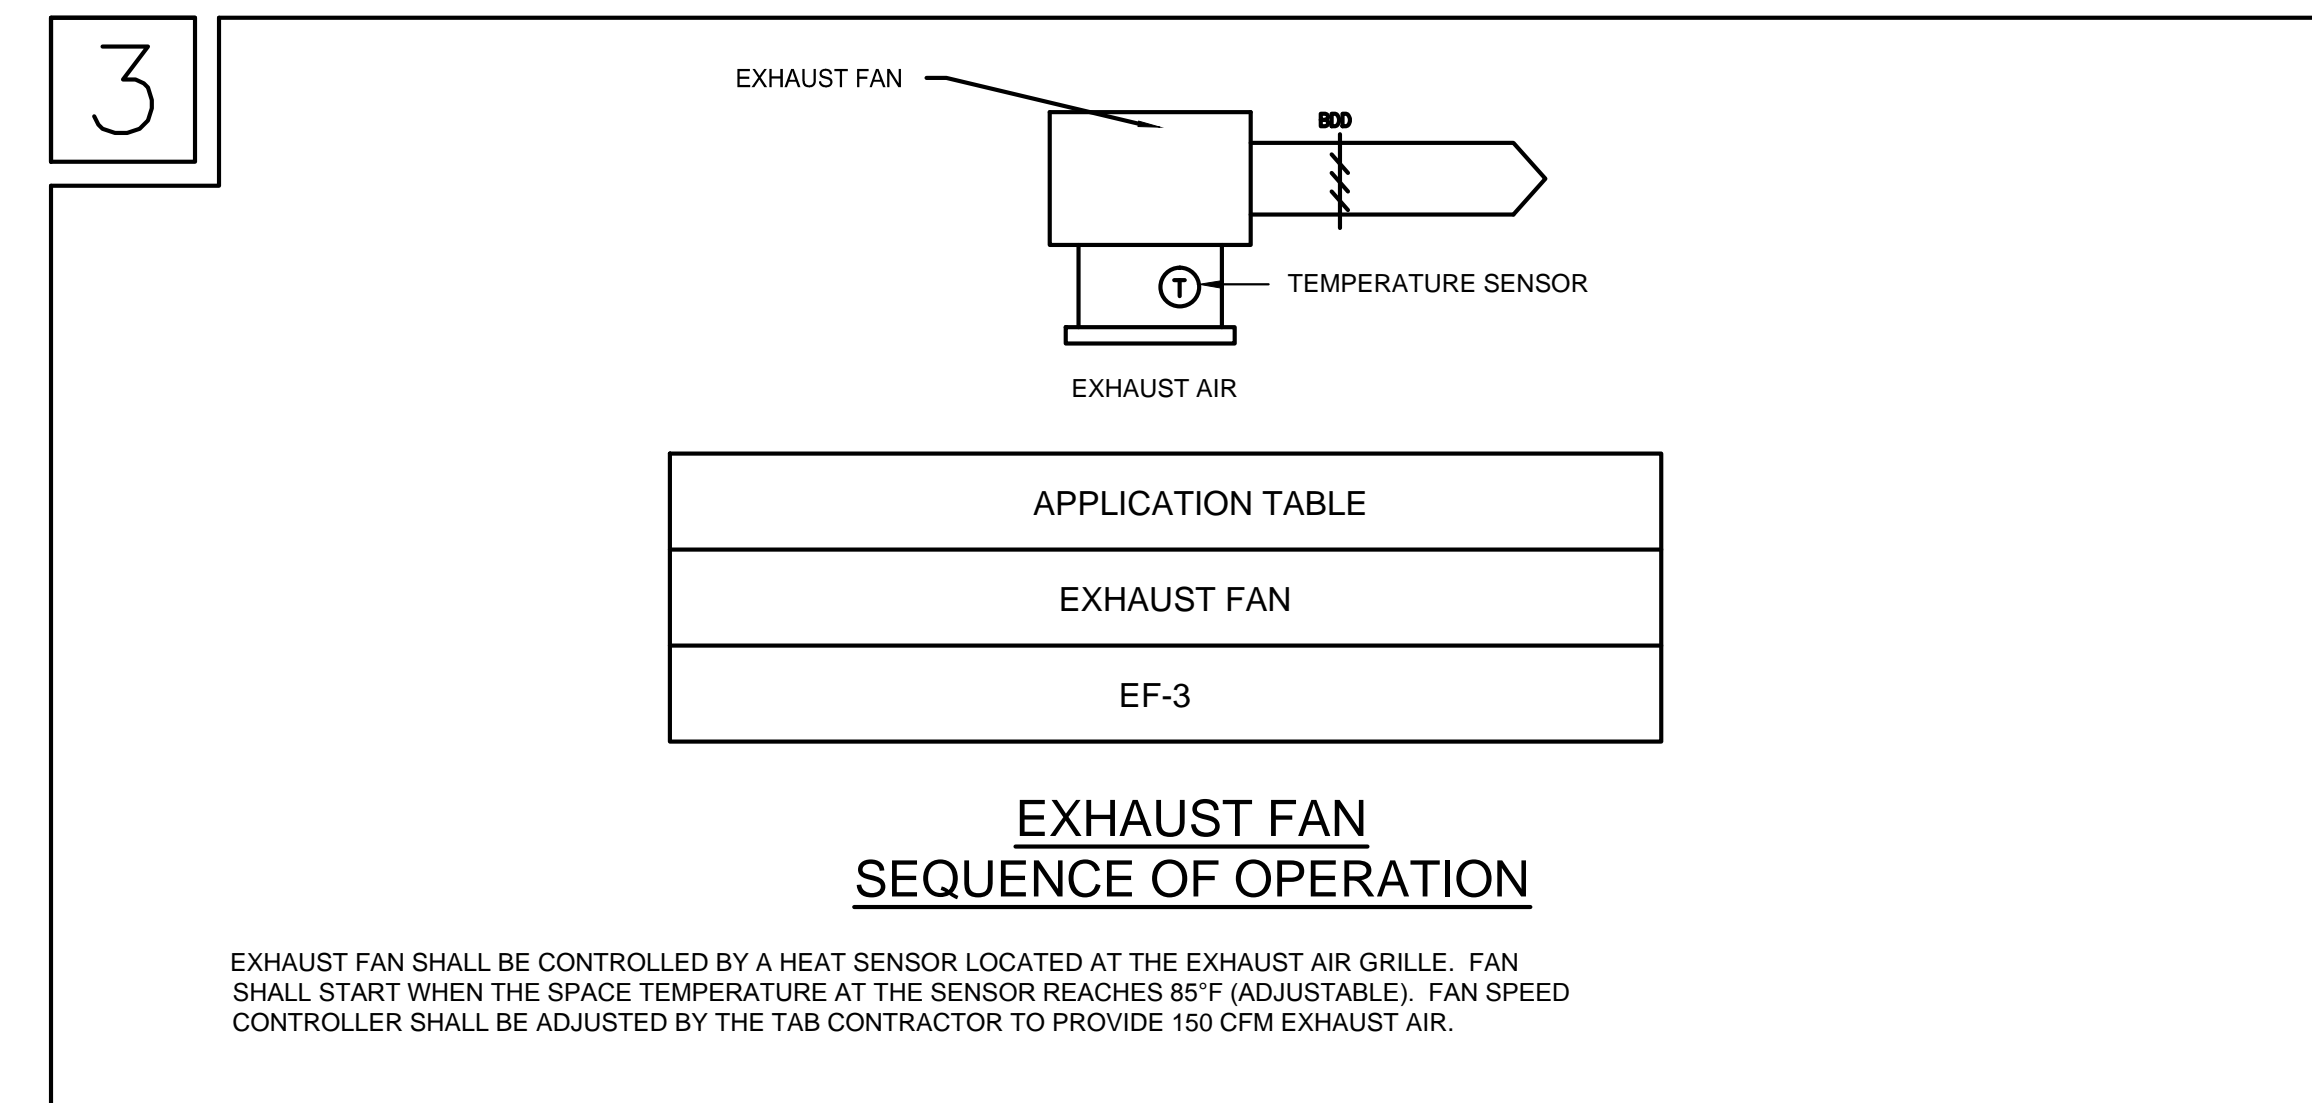 3
EXHAUST FAN
BDD
TEMPERATURE SENSOR
T
EXHAUST AIR
APPLICATION TABLE
EXHAUST FAN
EF-3
EXHAUST FAN
SEQUENCE OF OPERATION
EXHAUST FAN SHALL BE CONTROLLED BY A HEAT SENSOR LOCATED AT THE EXHAUST AIR GRILLE. FAN
SHALL START WHEN THE SPACE TEMPERATURE AT THE SENSOR REACHES 85°F (ADJUSTABLE). FAN SPEED
CONTROLLER SHALL BE ADJUSTED BY THE TAB CONTRACTOR TO PROVIDE 150 CFM EXHAUST AIR.